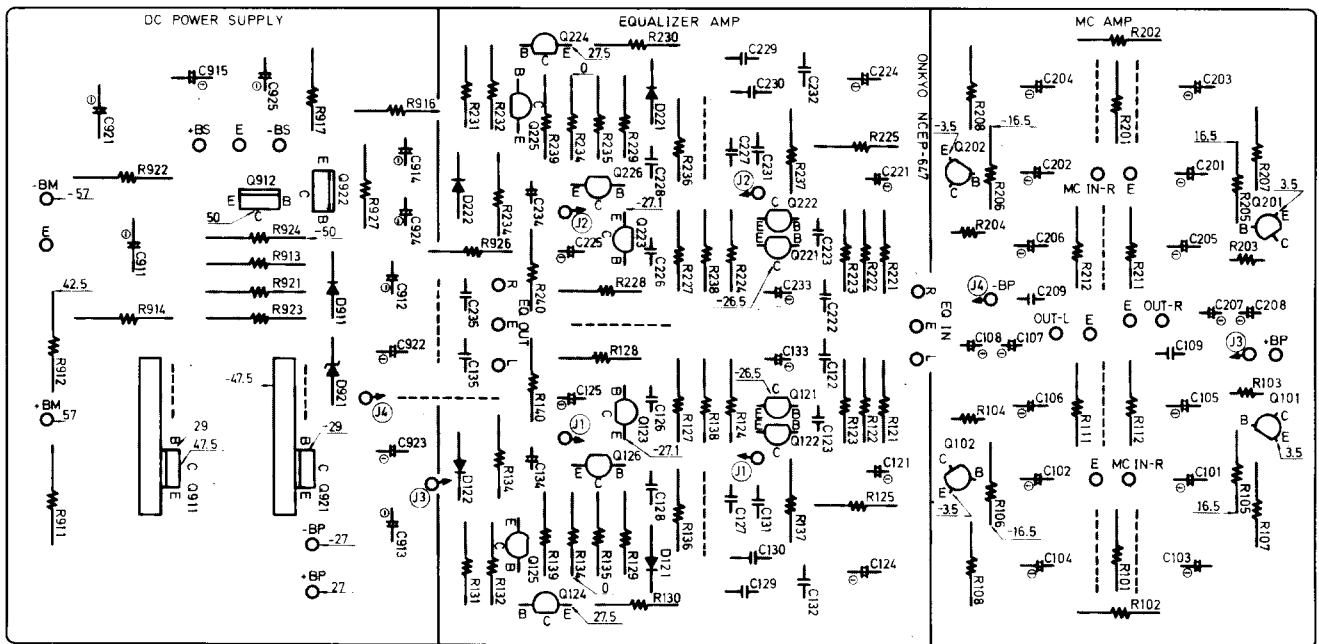 DC POWER SUPPLY
EQUALIZER AMP
MC AMP
C921
C915
C925
R917
R916
+BS E -BS
R922
-BM
-57
E
Q912
E B
C
50
E
C
B
Q922
-50
R927
C914
C924
C911
R924
R913
R921
R923
R914
42.5
R912
+BM
57
R911
D911
D921
C912
C922
J4
C923
C913
-47.5
B
C
E
29
47.5
Q911
B
C
E
-29
Q921
-BP
-27
+BP
27
Q224
B C E
27.5
0
R230
R231
R232
B
C
E
Q225
R239
R234
R235
R229
D221
R236
C229
C230
C232
C224
R225
C227
C231
R237
C221
D222
R234
C234
Q226
E B
C
C228
J2
J2
-27.1
E
C
B
Q223
C225
C226
R926
R240
R228
R227
R238
R224
Q222
C
E
B
E
B
Q221
C
-26.5
C223
C233
C222
R223
R222
R221
C235
R
E
L
EQ OUT
C135
R
E
L
EQ IN
R128
R140
C125
B
C
E
Q123
-27.1
C126
R127
R138
R124
C133
-26.5
C
Q121
E
B
E
B
Q122
C
C123
C122
R123
R122
R121
J1
J1
Q126
C
E B
C134
R134
D122
J3
C128
R136
C127
C131
R137
R125
C121
R131
R132
E
C
B
Q125
R139
R134
R135
R129
D121
C130
C129
C132
C124
Q124
B C E
0
27.5
R130
ONKYO NCEP-647
R202
R208
C204
R201
C203
-3.5
-16.5
E
Q202
B
C
R206
C202
MC IN-R E
C201
16.5
R205
R207
Q201
3.5
E
B
C
R204
C206
R212
R211
C205
R203
J4
-BP
C209
OUT-L E
E OUT-R
C207
C208
C108
C107
C109
J3
+BP
R103
R104
C106
R111
R112
C105
Q101
B
C
E
3.5
Q102
C
B
E
-3.5
R106
-16.5
C102
E MC IN-R
C101
16.5
R105
R107
R108
C104
R101
C103
R102